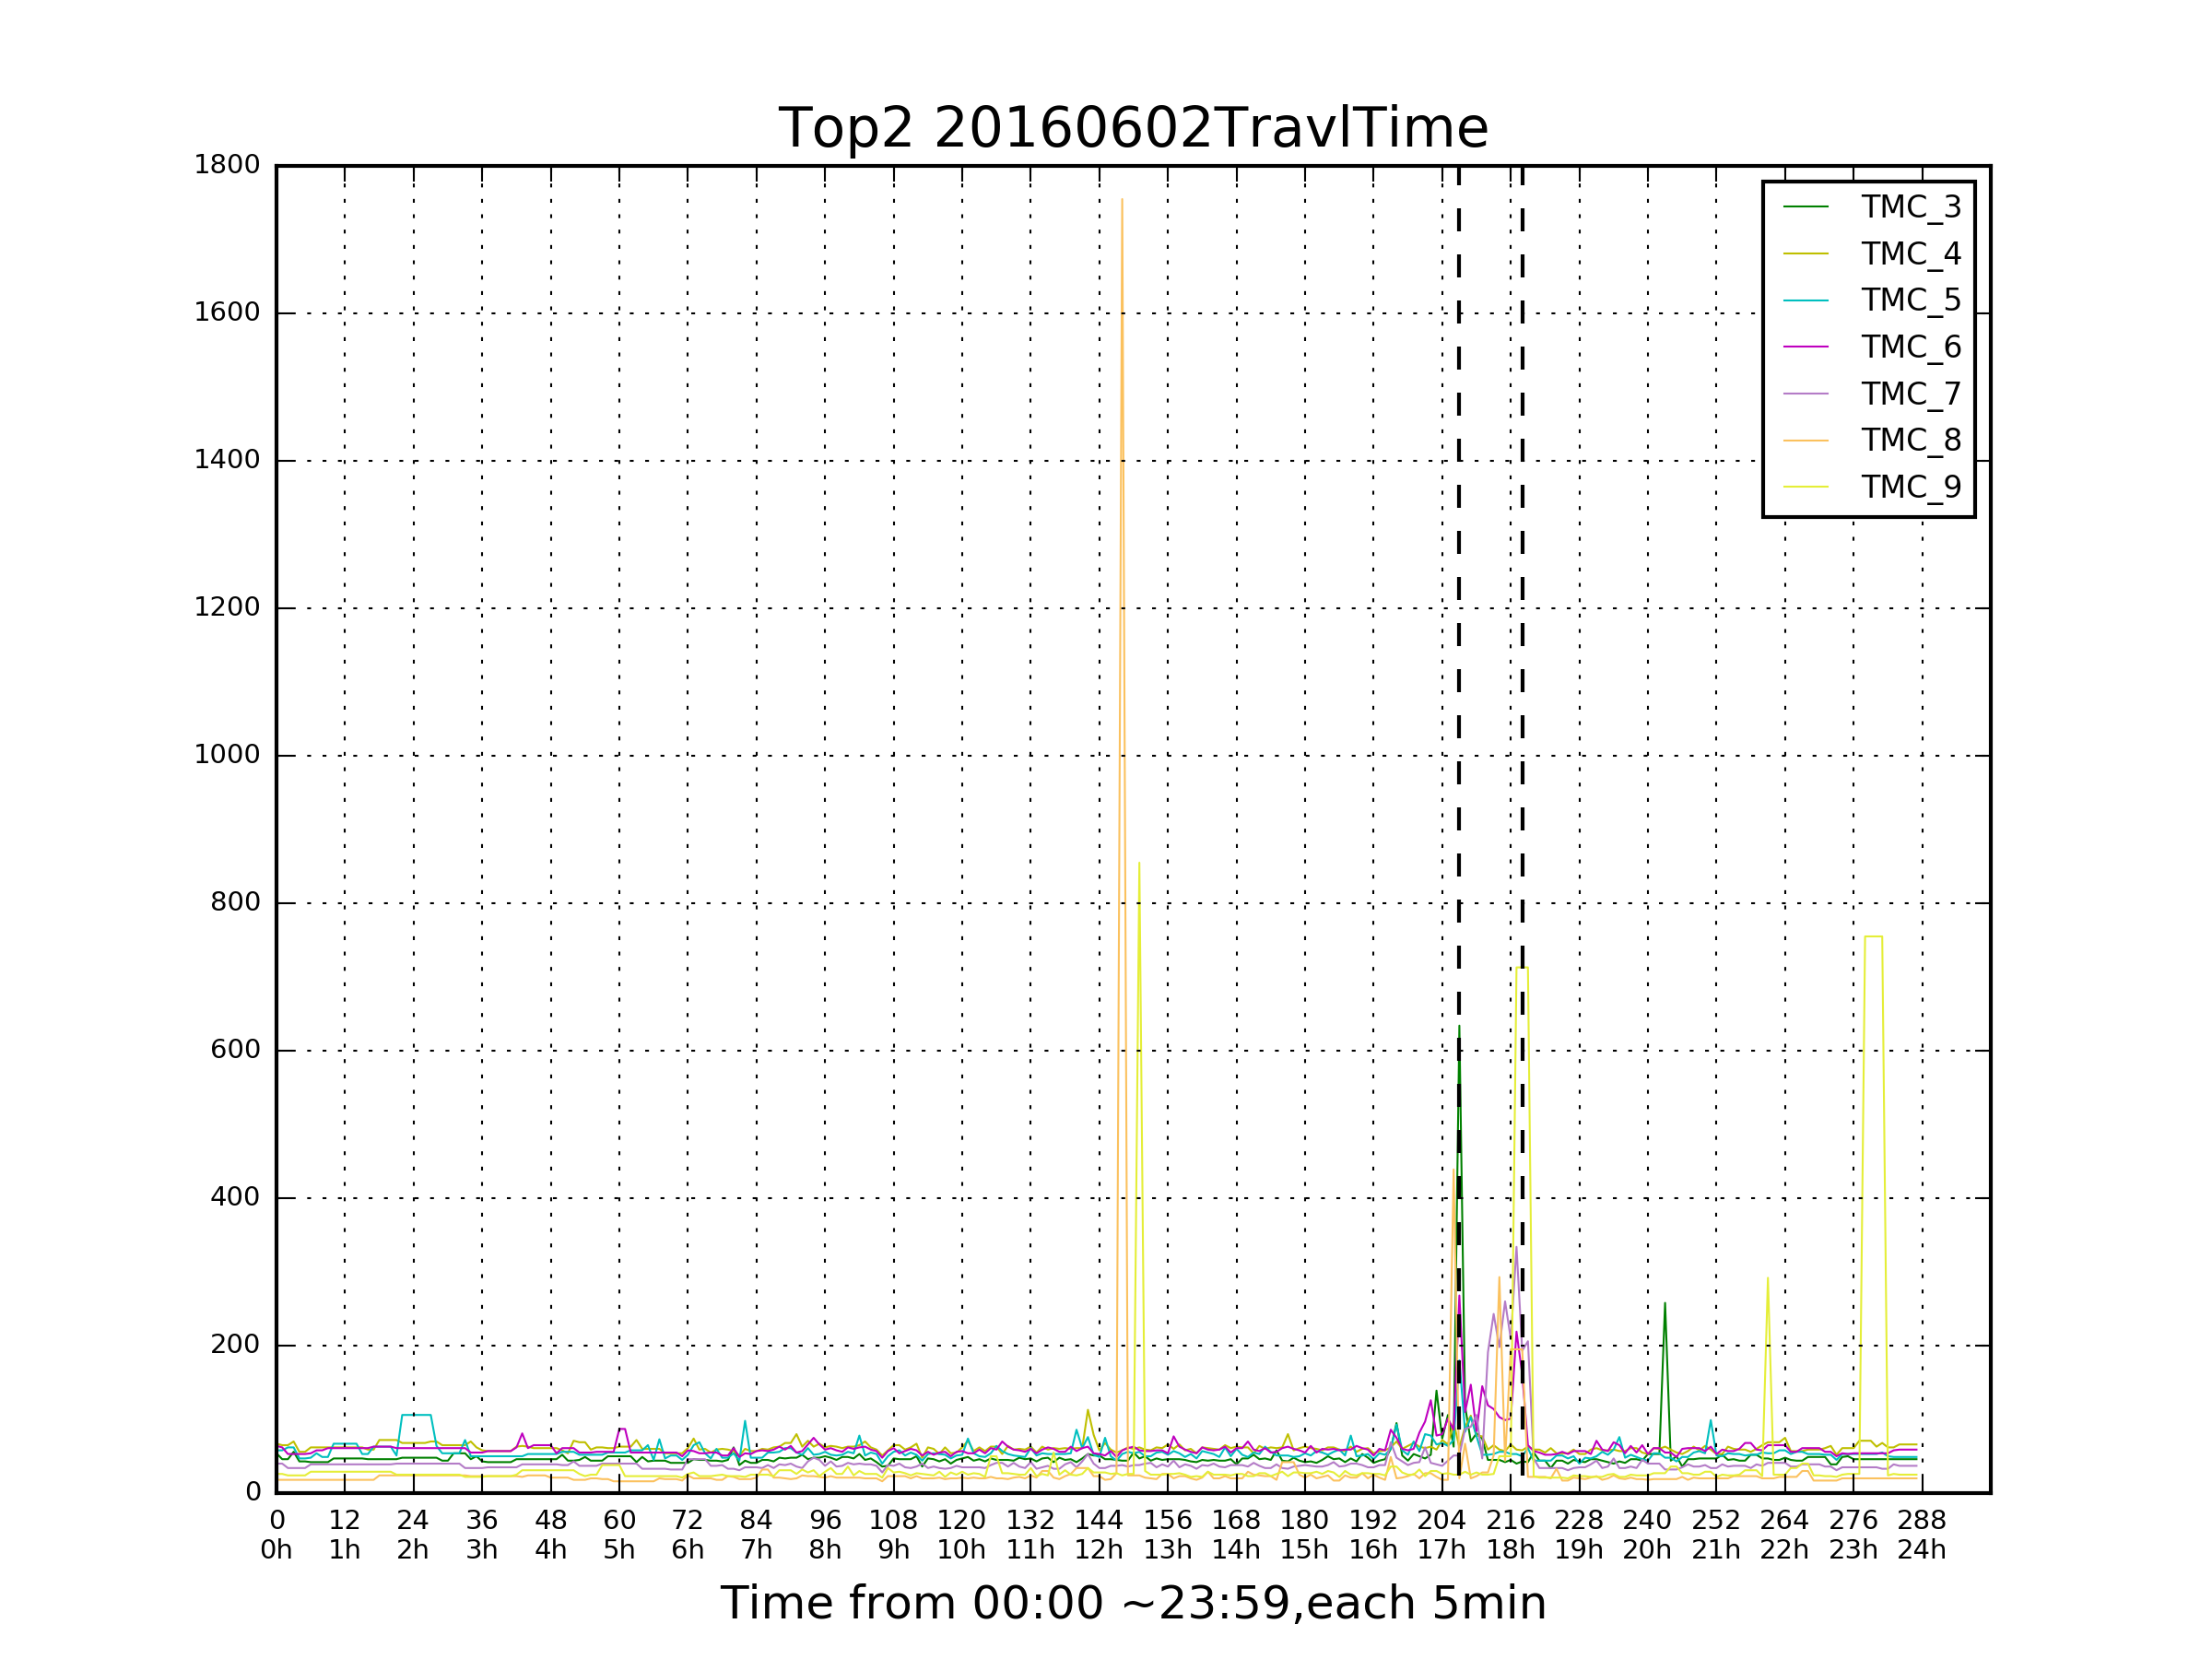 Top2 20160602TravlTime
1800
1600
1400
1200
1000
800
600
400
200
0
TMC_3
TMC_4
TMC_5
TMC_6
TMC_7
TMC_8
TMC_9
0 12 24 36 48 60 72 84 96 108 120 132 144 156 168 180 192 204 216 228 240 252 264 276 288
0h 1h 2h 3h 4h 5h 6h 7h 8h 9h 10h 11h 12h 13h 14h 15h 16h 17h 18h 19h 20h 21h 22h 23h 24h
Time from 00:00 ~23:59,each 5min